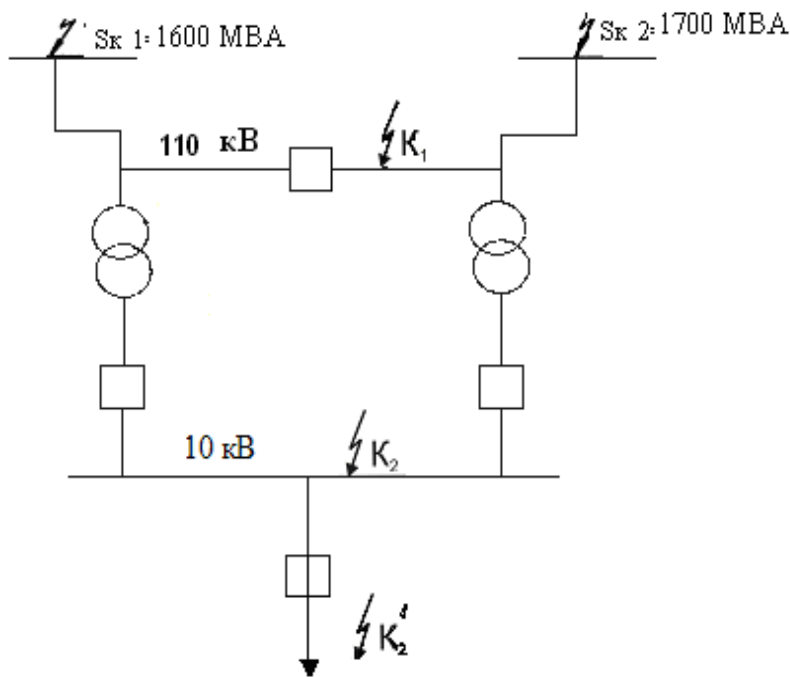 Sк 1= 1600 МВА
Sк 2= 1700 МВА
110 кВ
К₁
10 кВ
К₂
К₂'